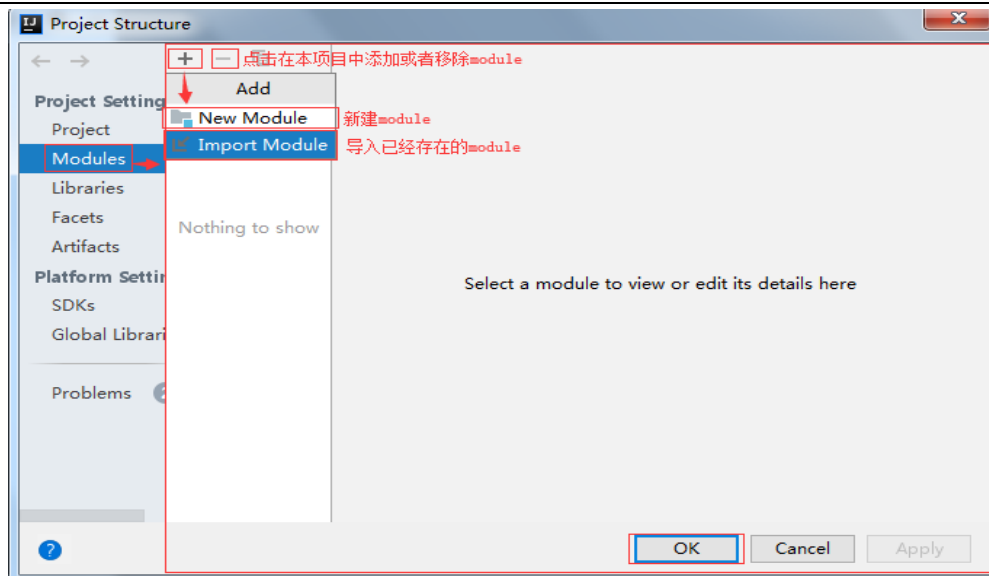 Project Structure
点击在本项目中添加或者移除module
Add
Project Setting
New Module
新建module
Project
Import Module
导入已经存在的module
Modules
Libraries
Facets
Nothing to show
Artifacts
Platform Settin
Select a module to view or edit its details here
SDKs
Global Librari
Problems
?
OK
Cancel
Apply